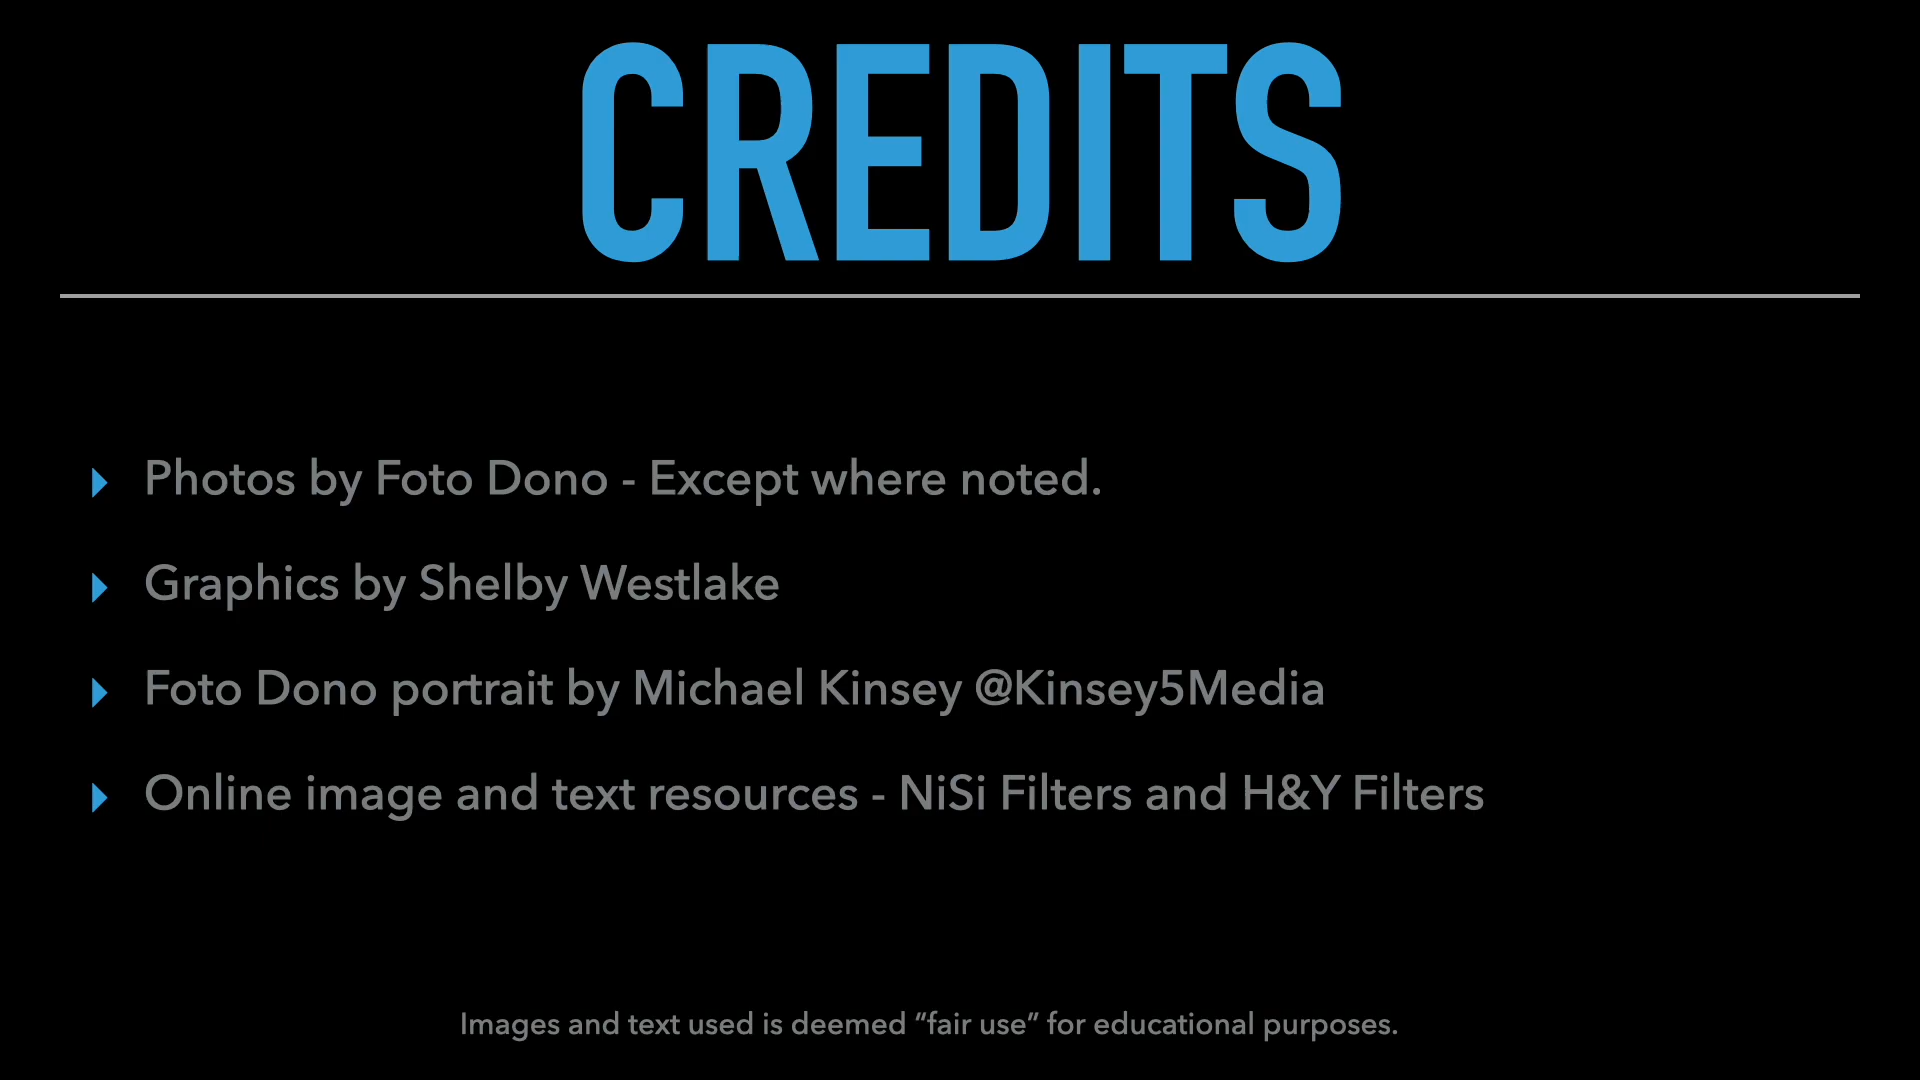 CREDITS
Photos by Foto Dono - Except where noted.
Graphics by Shelby Westlake
Foto Dono portrait by Michael Kinsey @Kinsey5Media
Online image and text resources - NiSi Filters and H&Y Filters
Images and text used is deemed “fair use” for educational purposes.